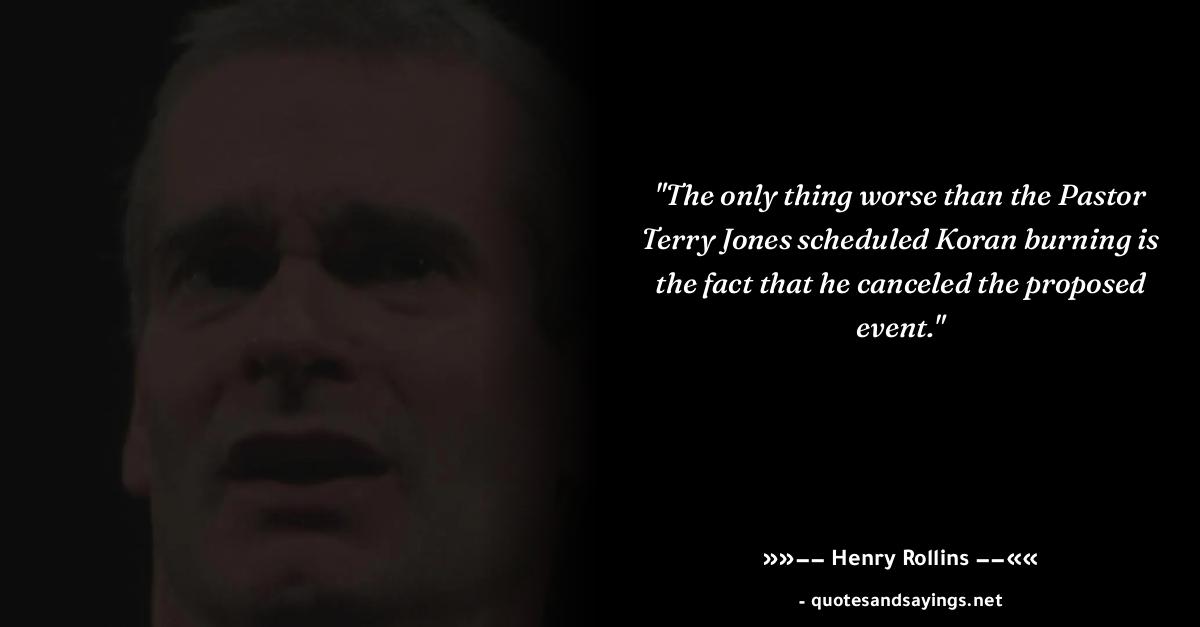 "The only thing worse than the Pastor
Terry Jones scheduled Koran burning is
the fact that he canceled the proposed
event."
»»−− Henry Rollins −−««
- quotesandsayings.net